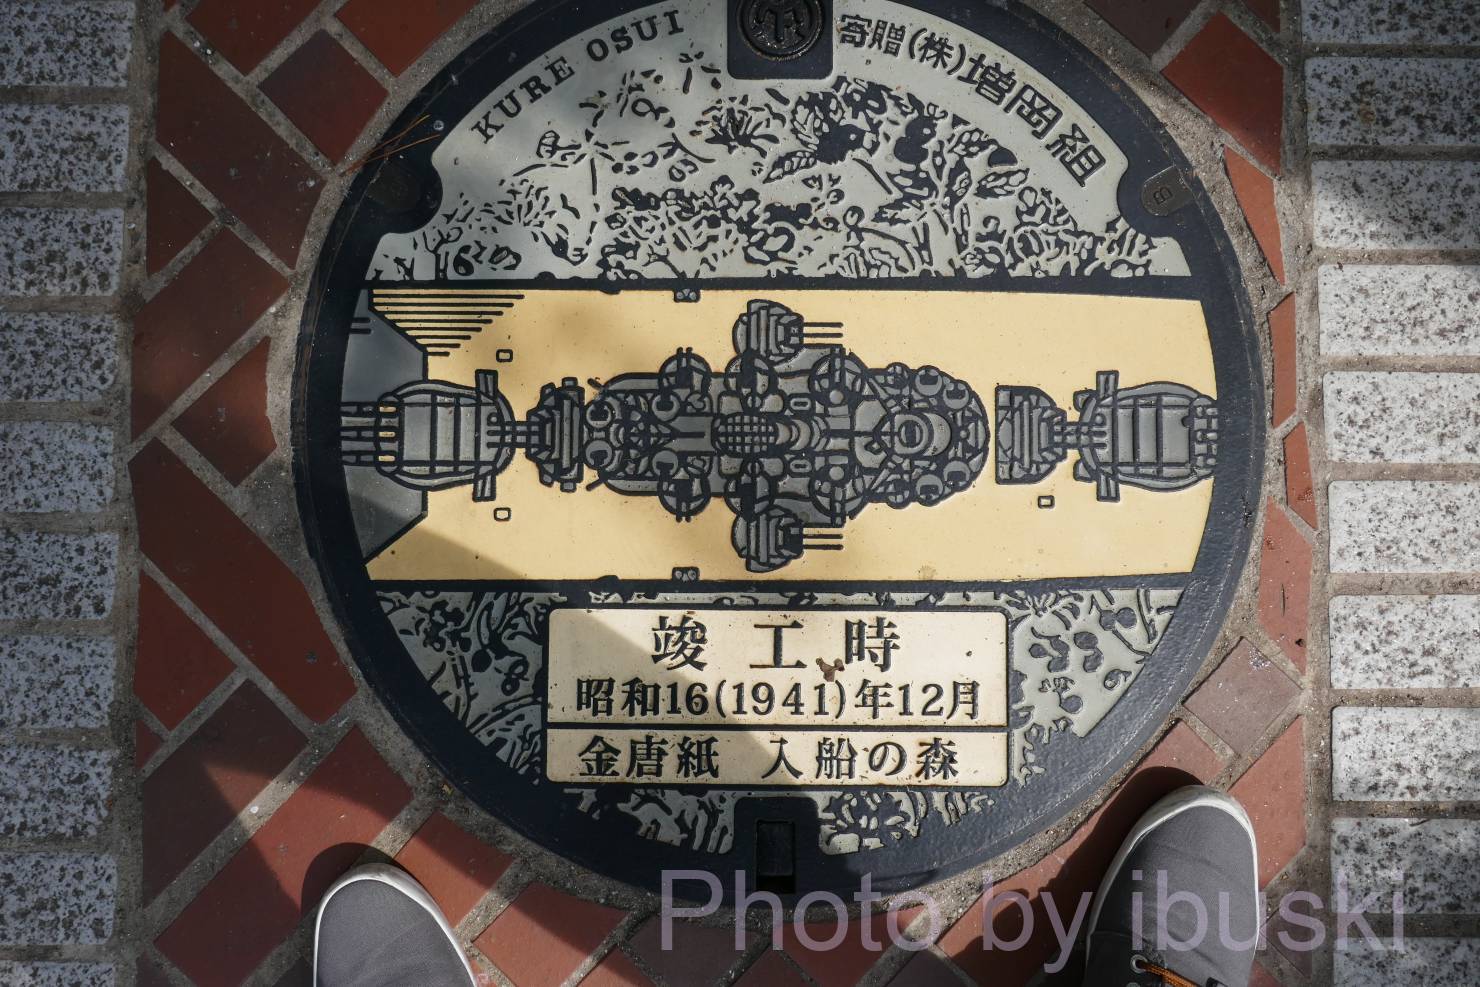 KURE OSUI
寄贈(株)増岡組
B
竣工時
昭和16(1941)年12月
金唐紙 入船の森
Photo by ibuski